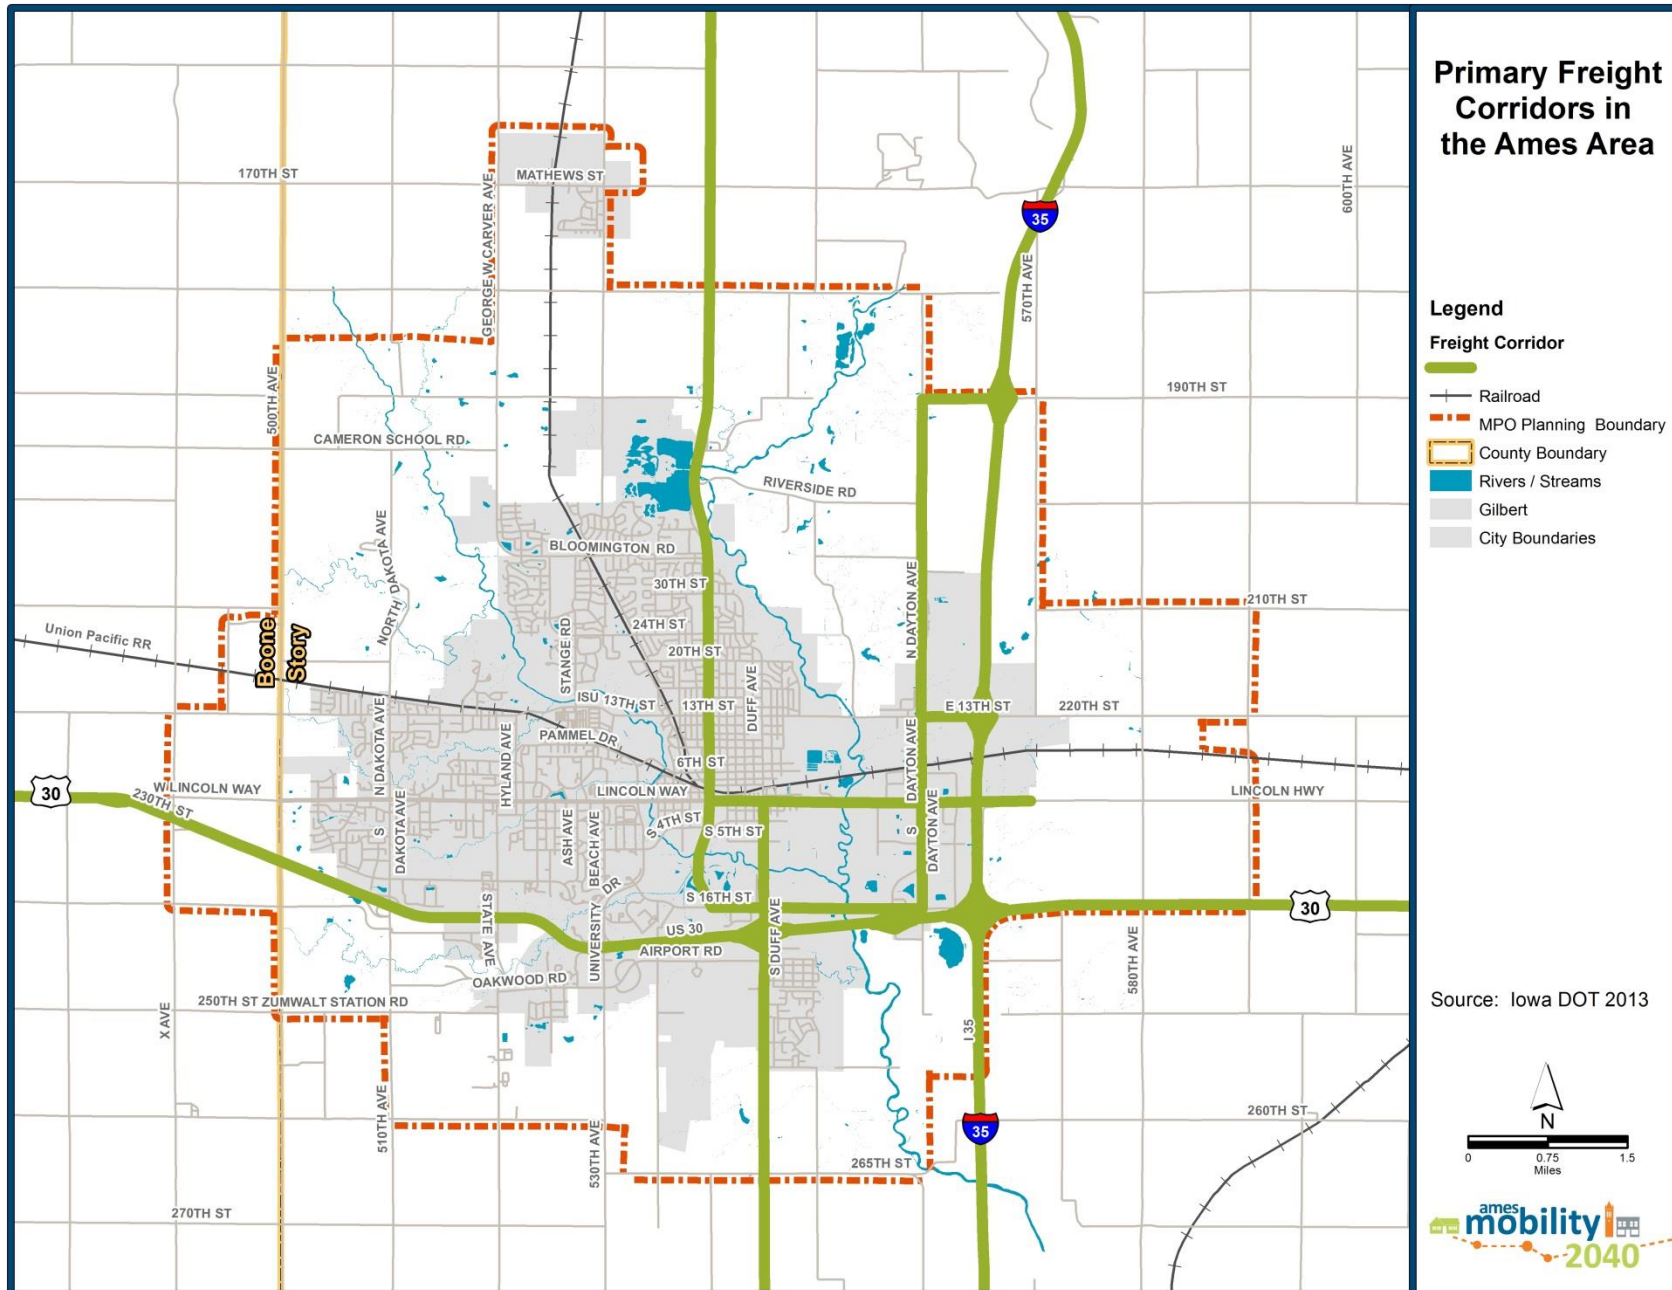 Primary Freight
Corridors in
the Ames Area
Legend
Freight Corridor
Railroad
MPO Planning Boundary
County Boundary
Rivers / Streams
Gilbert
City Boundaries
Source: Iowa DOT 2013
N
0 0.75 1.5
Miles
ames
mobility
2040
170TH ST
MATHEWS ST
GEORGE W CARVER AVE
600TH AVE
35
570TH AVE
500TH AVE
190TH ST
CAMERON SCHOOL RD
RIVERSIDE RD
NORTH DAKOTA AVE
BLOOMINGTON RD
30TH ST
N DAYTON AVE
210TH ST
Union Pacific RR
Boone
Story
24TH ST
STANGE RD
20TH ST
DUFF AVE
ISU 13TH ST
13TH ST
E 13TH ST
220TH ST
N DAKOTA AVE
HYLAND AVE
PAMMEL DR
6TH ST
DAYTON AVE
30
W LINCOLN WAY
230TH ST
LINCOLN WAY
LINCOLN HWY
S
DAKOTA AVE
ASH AVE
BEACH AVE
S 4TH ST
S 5TH ST
S
DAYTON AVE
S 16TH ST
STATE AVE
UNIVERSITY
DR
US 30
AIRPORT RD
S DUFF AVE
30
580TH AVE
OAKWOOD RD
250TH ST ZUMWALT STATION RD
X AVE
I 35
510TH AVE
530TH AVE
35
260TH ST
265TH ST
270TH ST